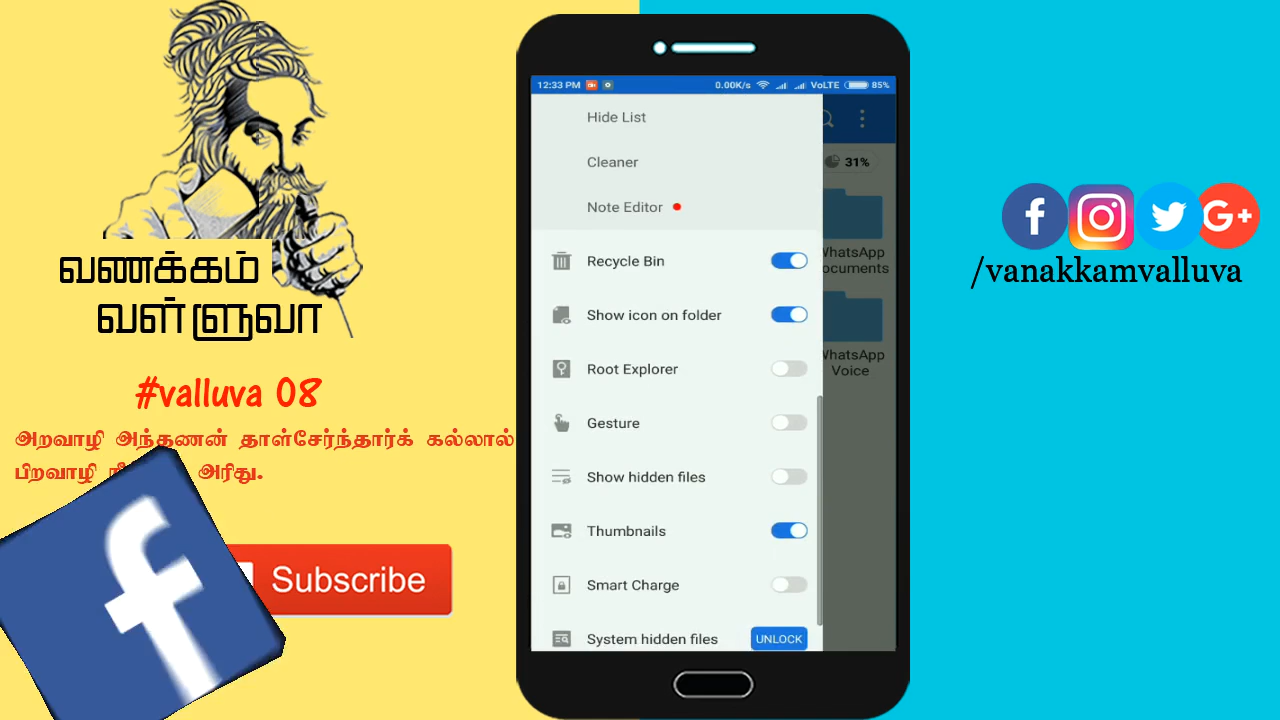 வணக்கம்
வள்ளுவா
#valluva 08
அறவாழி அந்தணன் தாள்சேர்ந்தார்க் கல்லால்
பிறவாழி அரிது.
Subscribe
12:33 PM 0.00K/s VoLTE 85%
Hide List
Cleaner
Note Editor
Recycle Bin
Show icon on folder
Root Explorer
Gesture
Show hidden files
Thumbnails
Smart Charge
System hidden files UNLOCK
31%
WhatsApp
Voice
/vanakkamvalluva